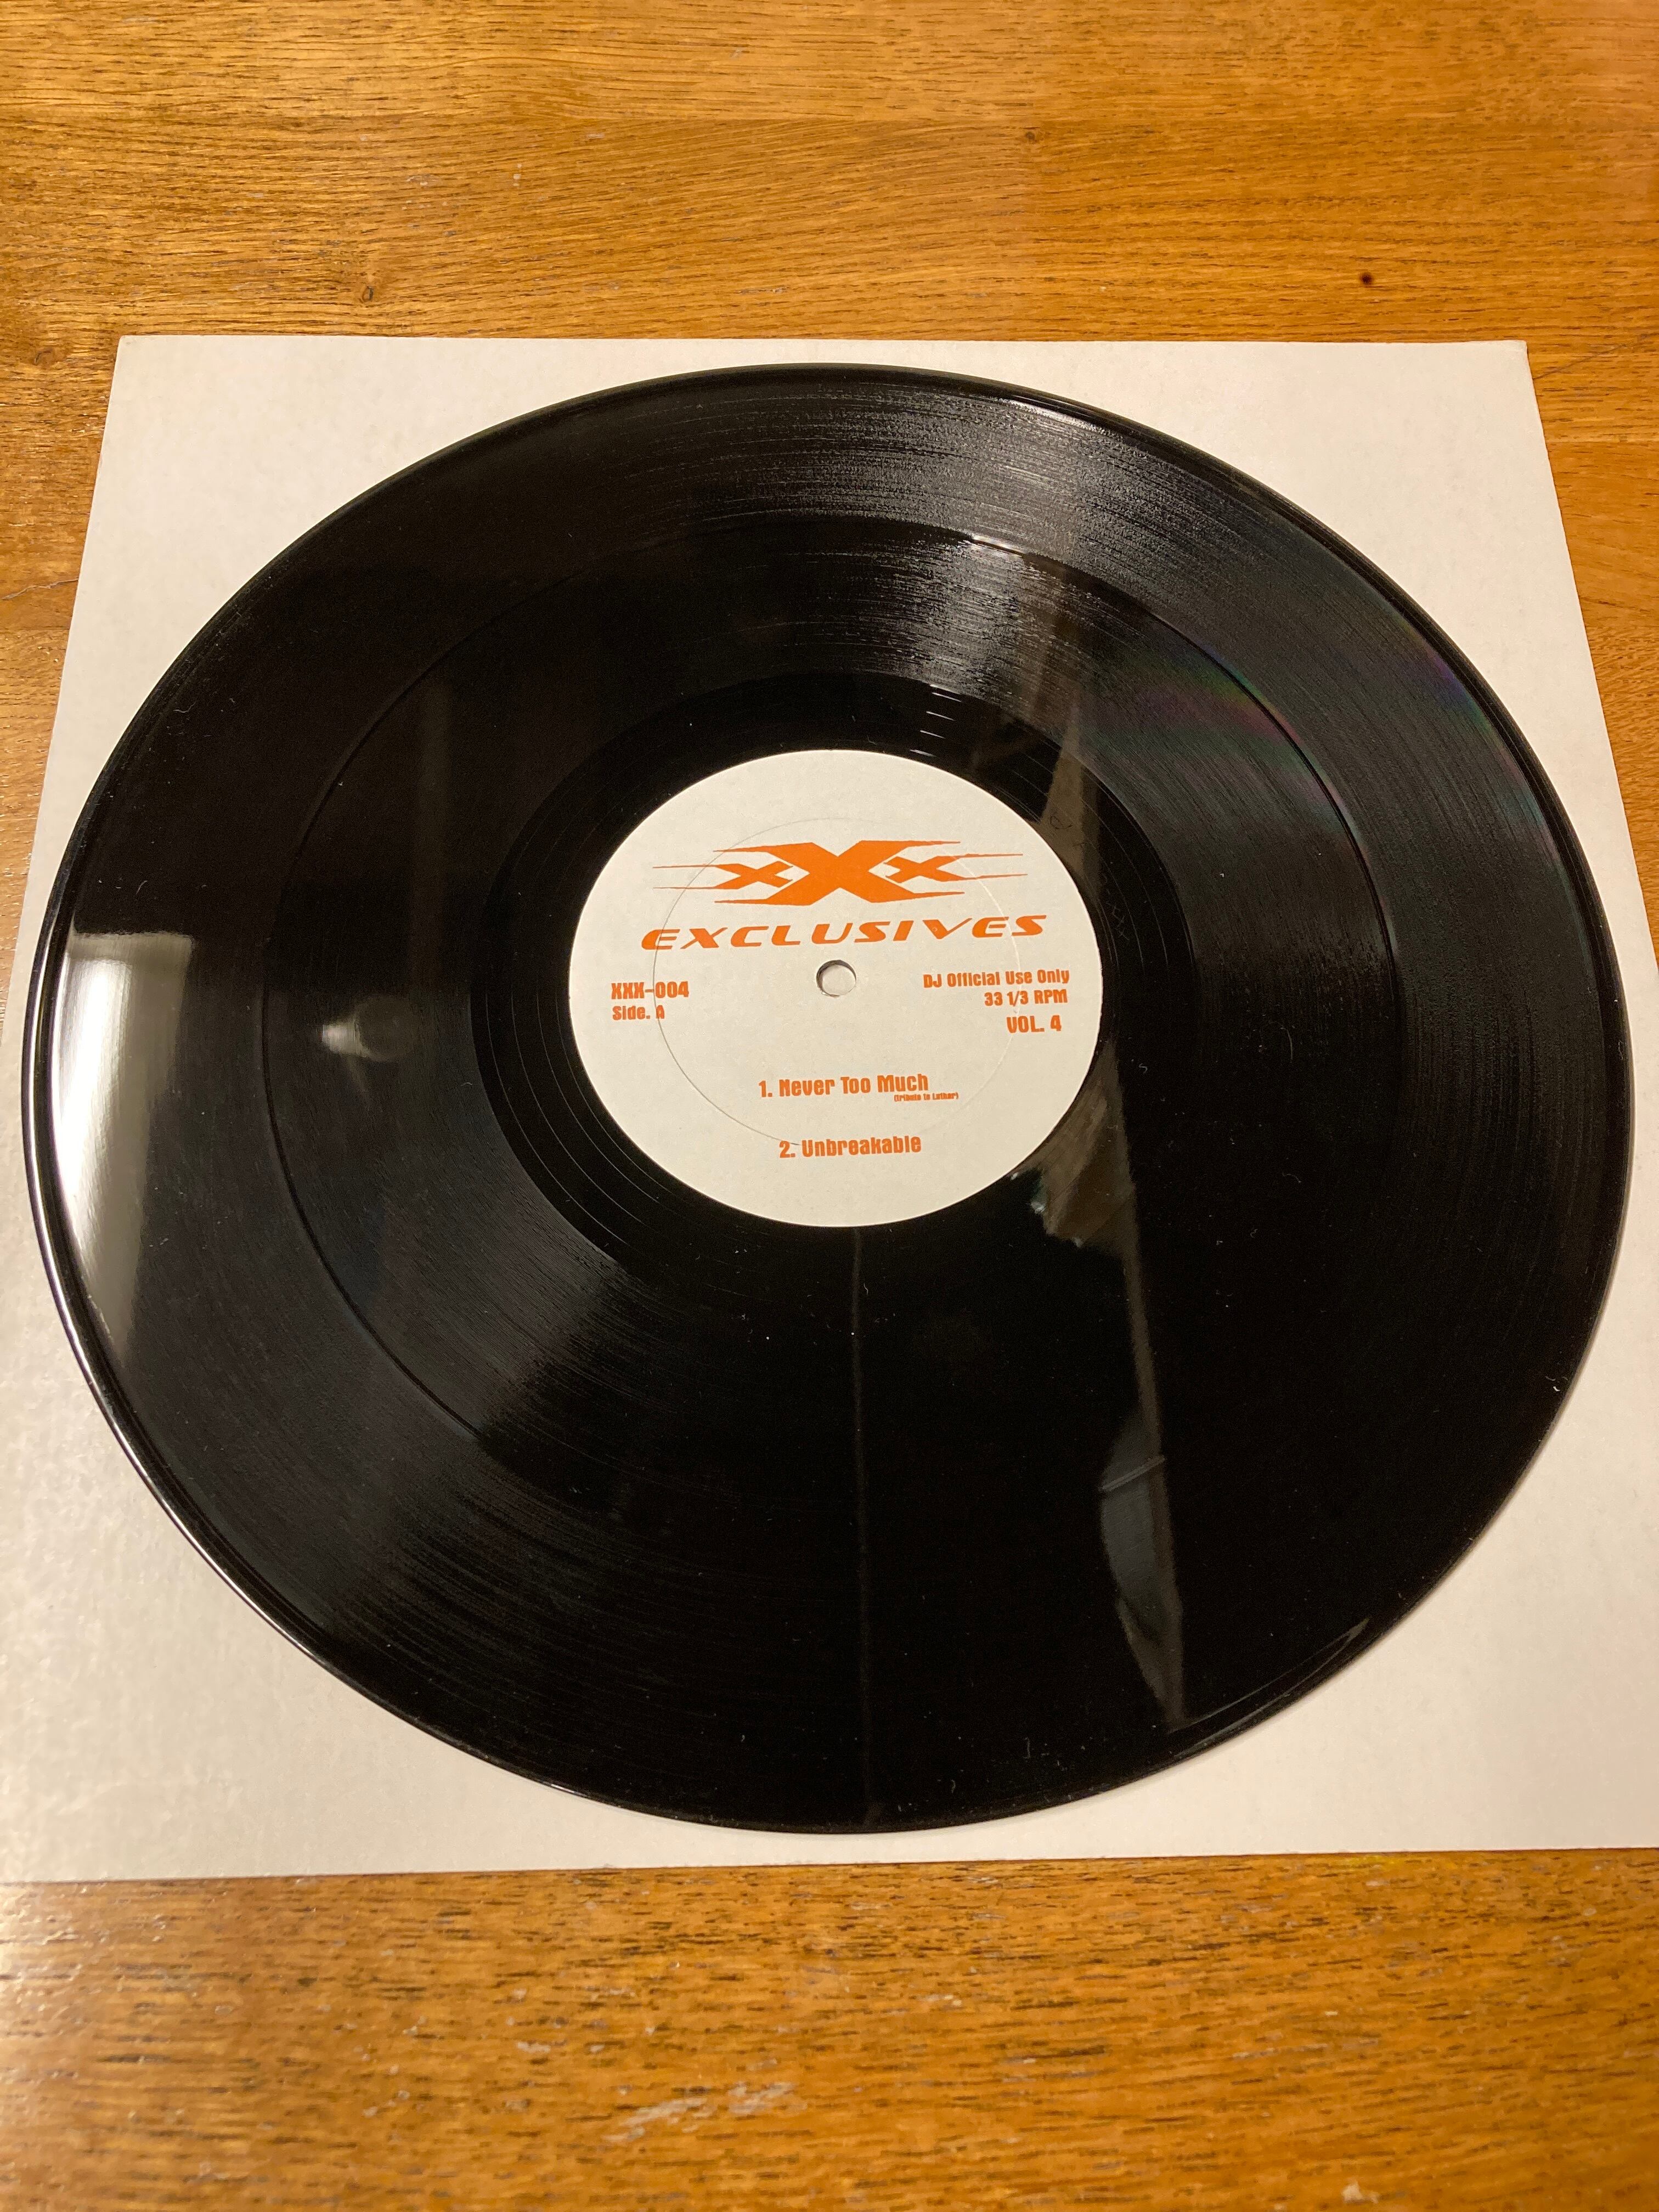 xXx
EXCLUSIVES
XXX-004
Side. A
DJ Official Use Only
33 1/3 RPM
VOL. 4
1. Never Too Much
(tribute to Luther)
2. Unbreakable